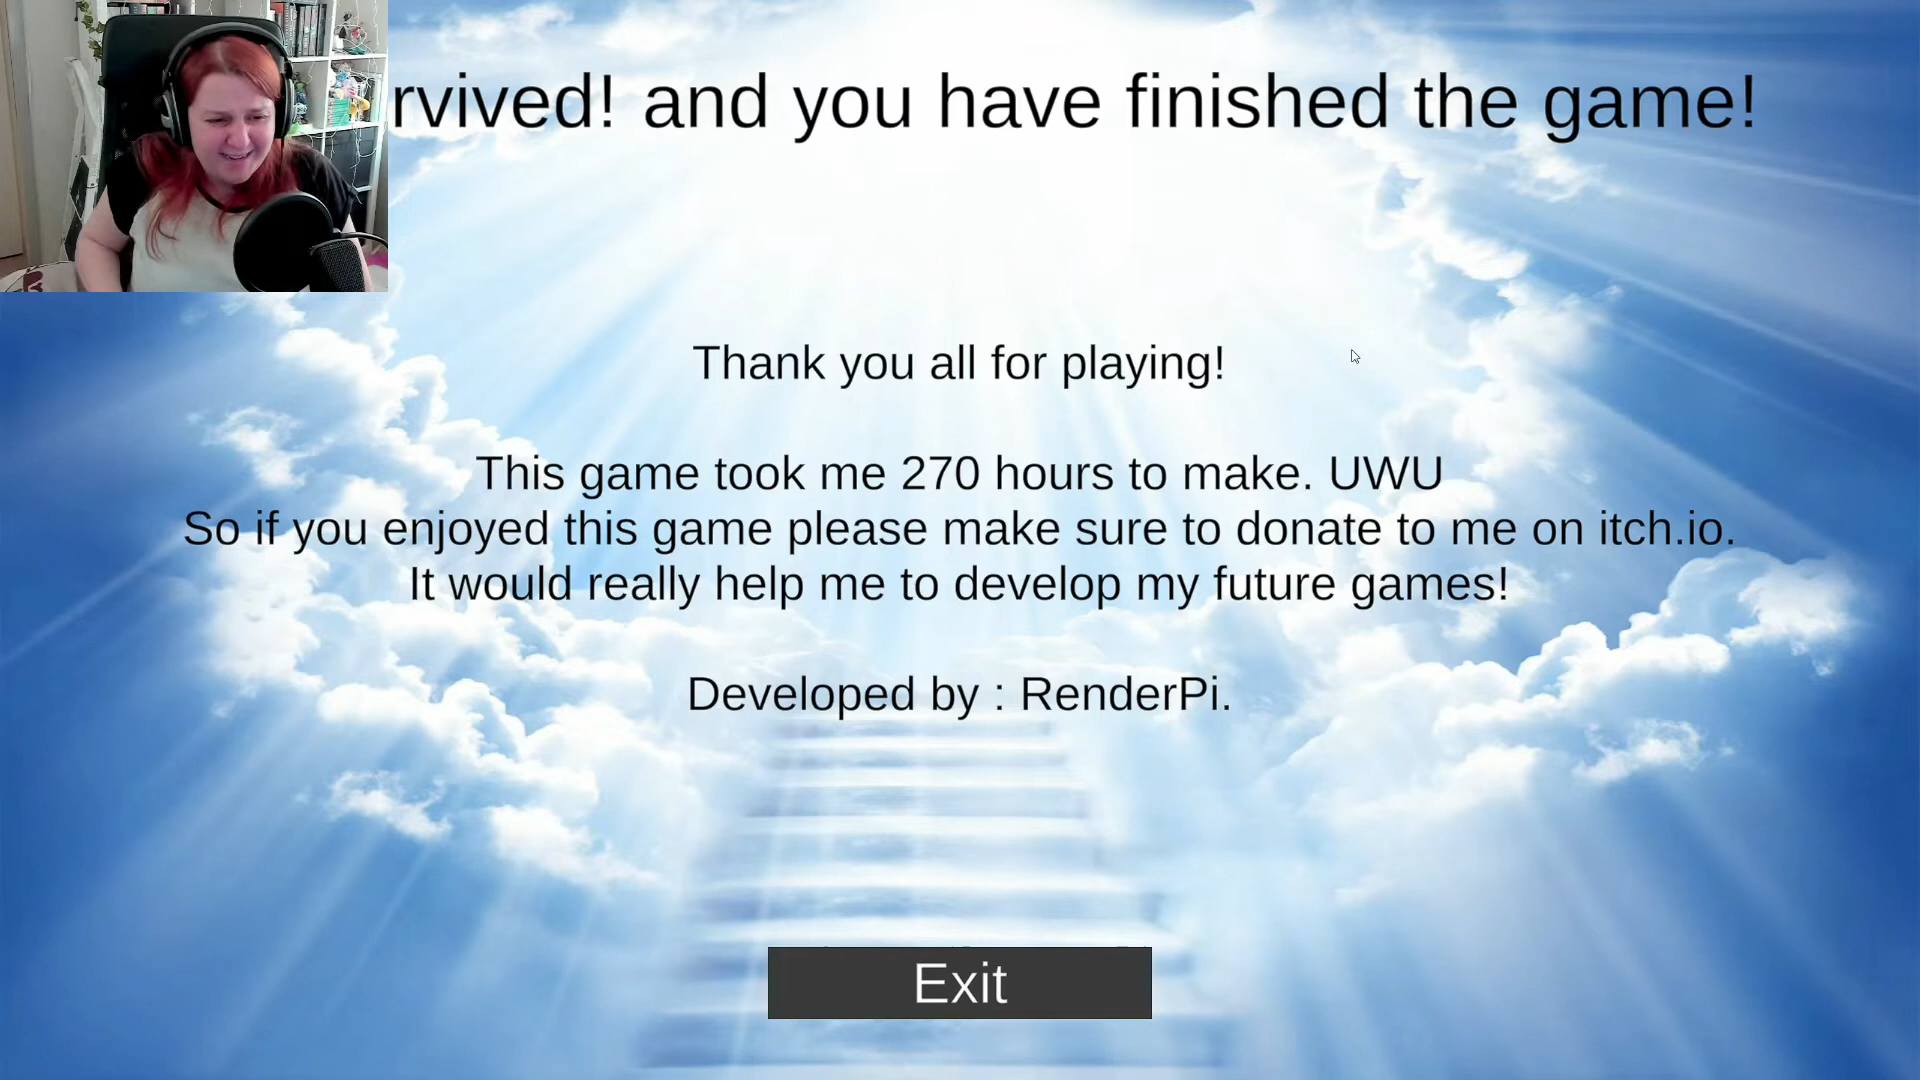 rvived! and you have finished the game!
Thank you all for playing!
This game took me 270 hours to make. UWU
So if you enjoyed this game please make sure to donate to me on itch.io.
It would really help me to develop my future games!
Developed by : RenderPi.
Exit